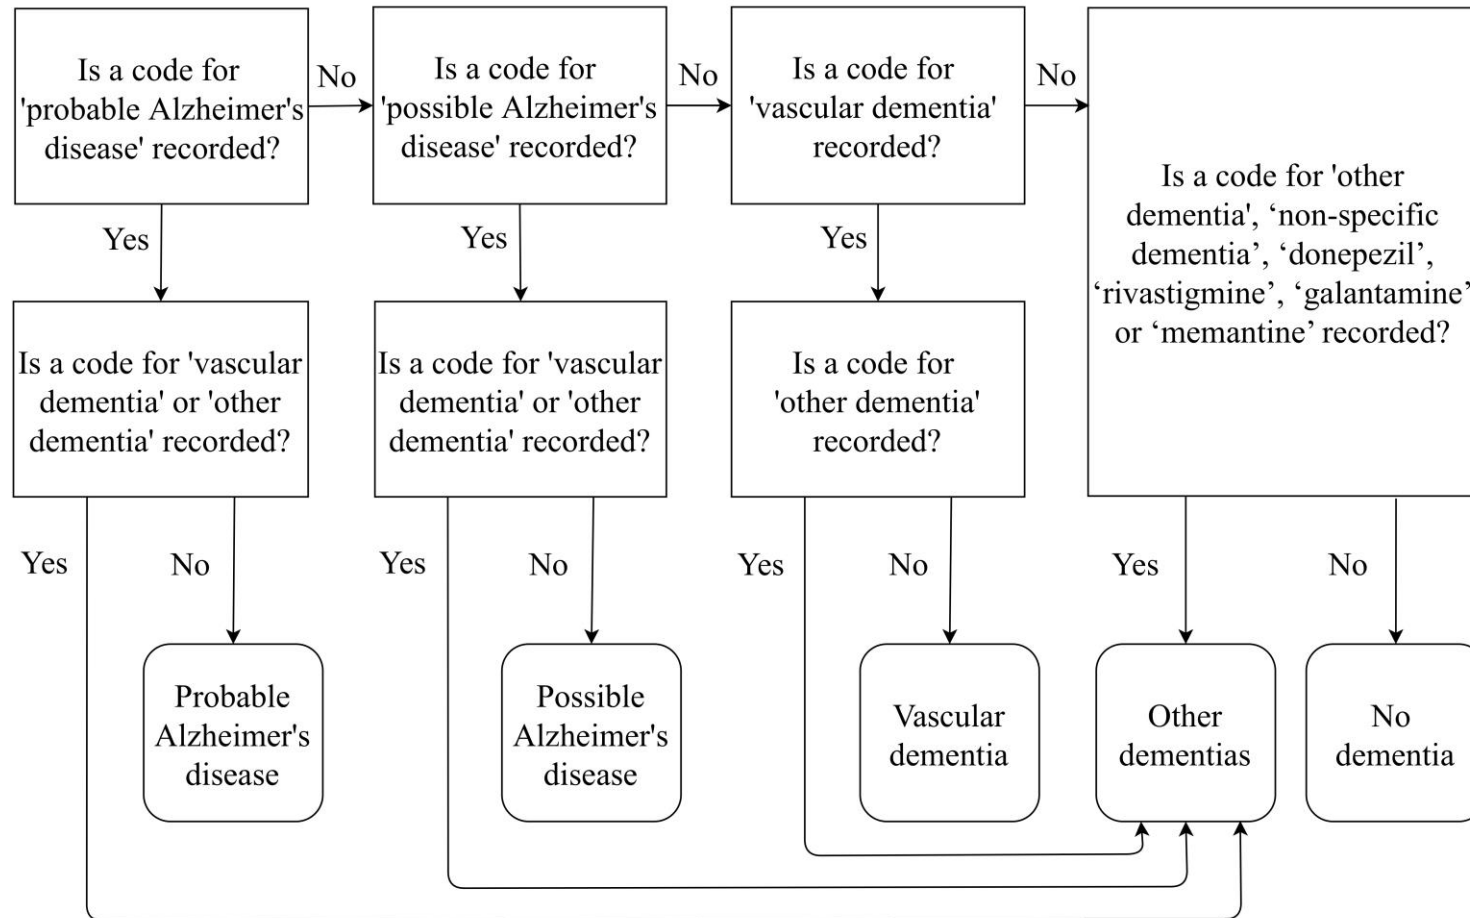 Is a code for
'probable Alzheimer's
disease' recorded?
No
Is a code for
'possible Alzheimer's
disease' recorded?
No
Is a code for
'vascular dementia'
recorded?
No
Is a code for 'other
dementia', ‘non-specific
dementia’, ‘donepezil’,
‘rivastigmine’, ‘galantamine’
or ‘memantine’ recorded?
Yes
Yes
Yes
Is a code for 'vascular
dementia' or 'other
dementia' recorded?
Is a code for 'vascular
dementia' or 'other
dementia' recorded?
Is a code for
'other dementia'
recorded?
Yes
No
Yes
No
Yes
No
Yes
No
Probable
Alzheimer's
disease
Possible
Alzheimer's
disease
Vascular
dementia
Other
dementias
No
dementia